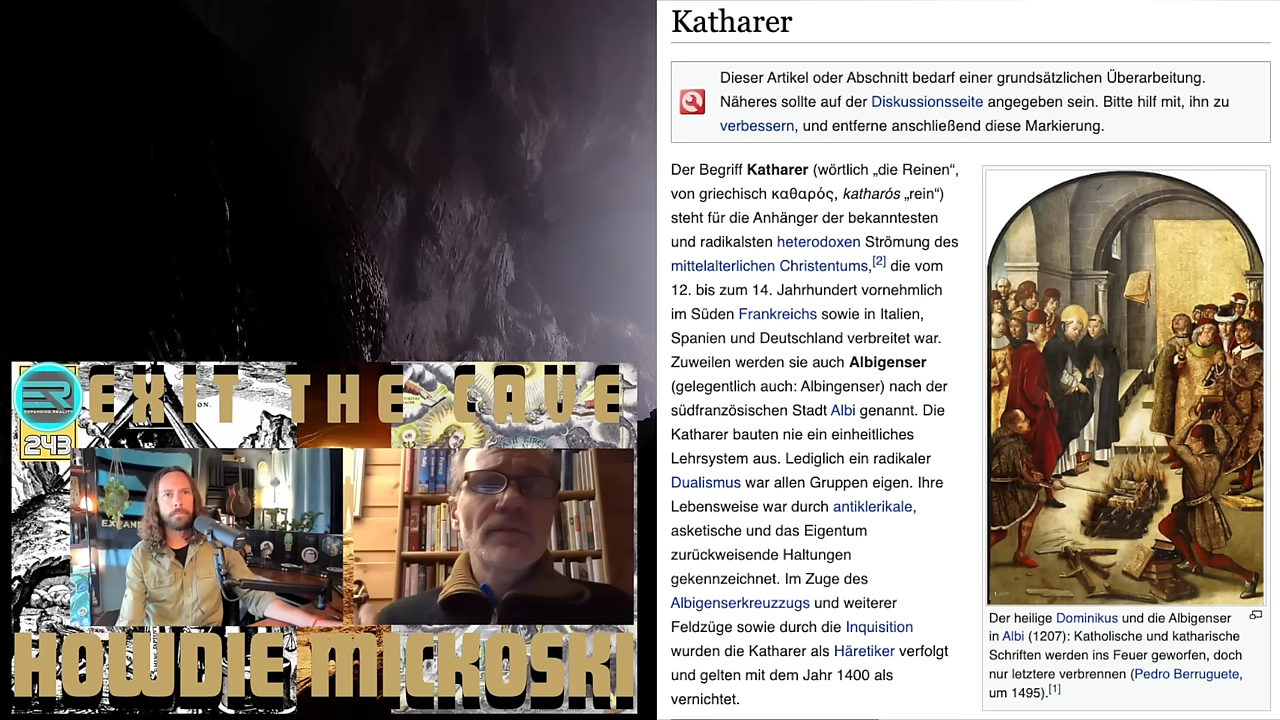 EXIT THE CAVE
ER
EXPANDING REALITY
243
EXPAND
HOWDIE MICKOSKI
Katharer
Dieser Artikel oder Abschnitt bedarf einer grundsätzlichen Überarbeitung.
Näheres sollte auf der Diskussionsseite angegeben sein. Bitte hilf mit, ihn zu
verbessern, und entferne anschließend diese Markierung.
Der Begriff Katharer (wörtlich „die Reinen“,
von griechisch καθαρός, katharós „rein“)
steht für die Anhänger der bekanntesten
und radikalsten heterodoxen Strömung des
mittelalterlichen Christentums,[2] die vom
12. bis zum 14. Jahrhundert vornehmlich
im Süden Frankreichs sowie in Italien,
Spanien und Deutschland verbreitet war.
Zuweilen werden sie auch Albigenser
(gelegentlich auch: Albingenser) nach der
südfranzösischen Stadt Albi genannt. Die
Katharer bauten nie ein einheitliches
Lehrsystem aus. Lediglich ein radikaler
Dualismus war allen Gruppen eigen. Ihre
Lebensweise war durch antiklerikale,
asketische und das Eigentum
zurückweisende Haltungen
gekennzeichnet. Im Zuge des
Albigenserkreuzzugs und weiterer
Feldzüge sowie durch die Inquisition
wurden die Katharer als Häretiker verfolgt
und gelten mit dem Jahr 1400 als
vernichtet.
Der heilige Dominikus und die Albigenser
in Albi (1207): Katholische und katharische
Schriften werden ins Feuer geworfen, doch
nur letztere verbrennen (Pedro Berruguete,
um 1495).[1]